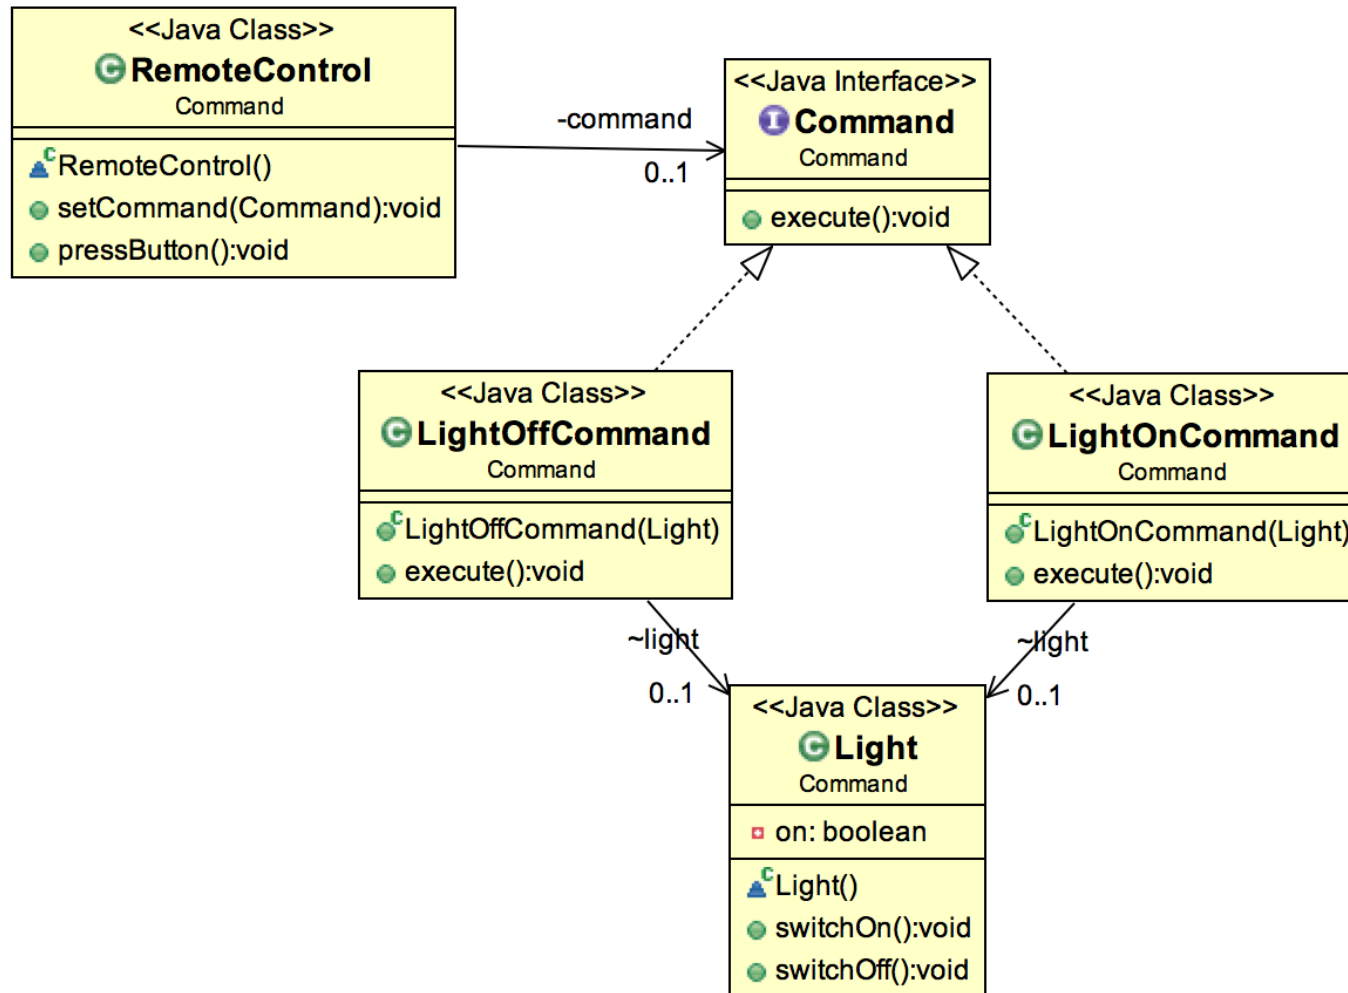 <<Java Class>>
RemoteControl
Command
RemoteControl()
setCommand(Command):void
pressButton():void
-command
0..1
<<Java Interface>>
Command
Command
execute():void
<<Java Class>>
LightOffCommand
Command
LightOffCommand(Light)
execute():void
<<Java Class>>
LightOnCommand
Command
LightOnCommand(Light)
execute():void
~light
0..1
~light
0..1
<<Java Class>>
Light
Command
on: boolean
Light()
switchOn():void
switchOff():void